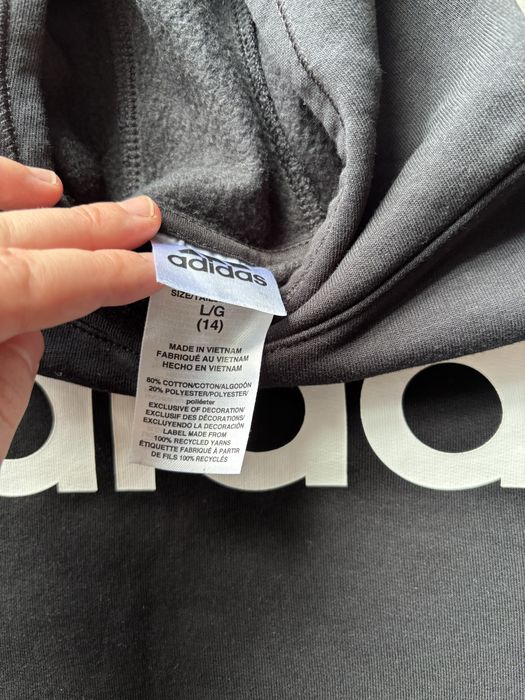 adidas
SIZE/TAILLE
L/G
(14)
MADE IN VIETNAM
FABRIQUÉ AU VIETNAM
HECHO EN VIETNAM
80% COTTON/COTON/ALGODÓN
20% POLYESTER/POLYESTER/
poliéster
EXCLUSIVE OF DECORATION/
EXCLUSIF DES DÉCORATIONS/
EXCLUYENDO LA DECORACIÓN
LABEL MADE FROM
100% RECYCLED YARNS
ÉTIQUETTE FABRIQUÉE À PARTIR
DE FILS 100% RECYCLÉS
adida